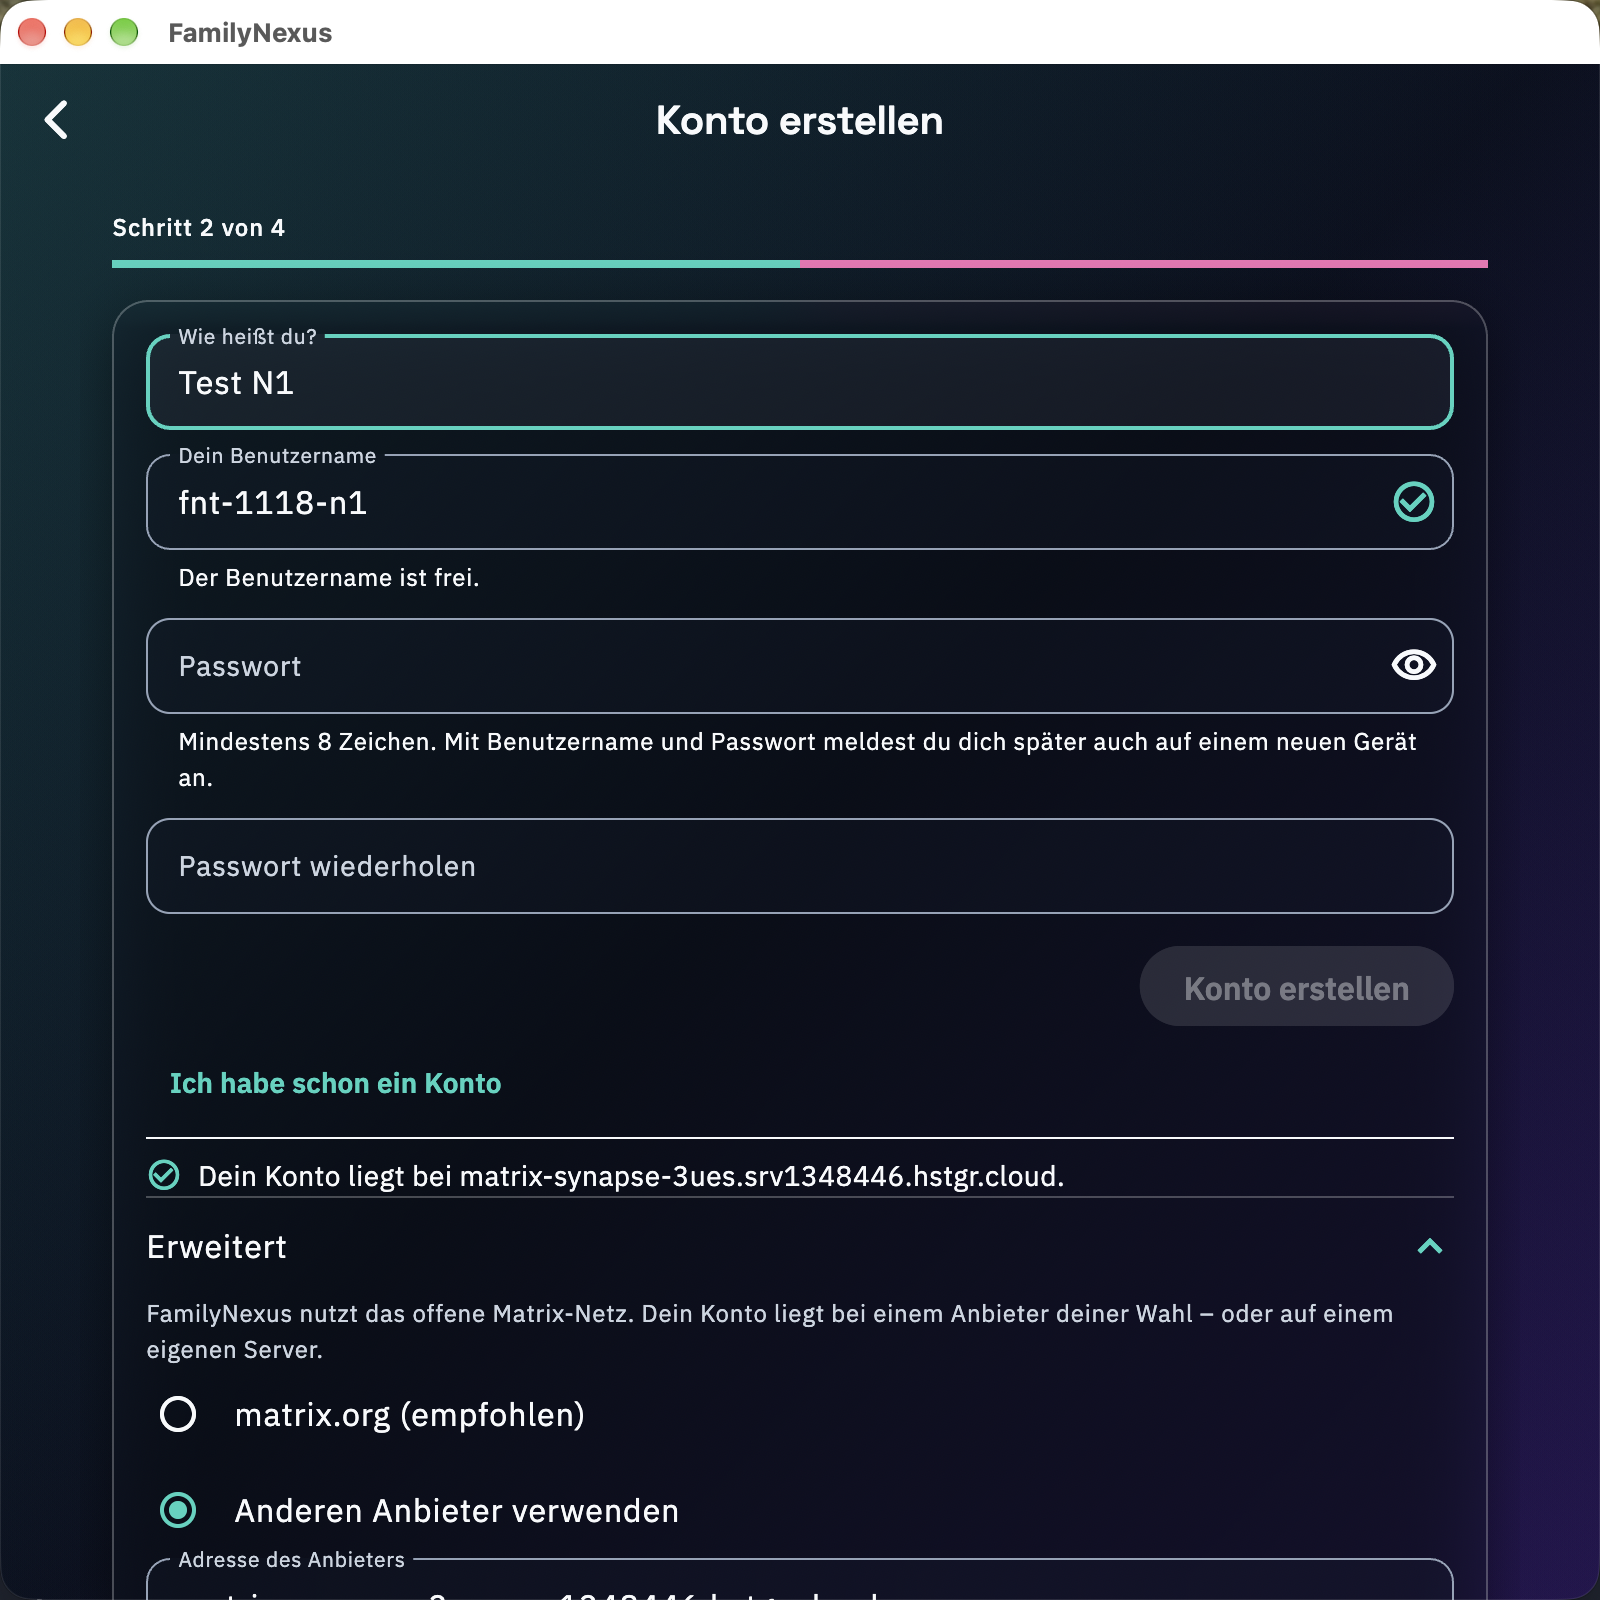 FamilyNexus
Konto erstellen
Schritt 2 von 4
Wie heißt du?
Test N1
Dein Benutzername
fnt-1118-n1
Der Benutzername ist frei.
Passwort
Mindestens 8 Zeichen. Mit Benutzername und Passwort meldest du dich später auch auf einem neuen Gerät
an.
Passwort wiederholen
Konto erstellen
Ich habe schon ein Konto
Dein Konto liegt bei matrix-synapse-3ues.srv1348446.hstgr.cloud.
Erweitert
FamilyNexus nutzt das offene Matrix-Netz. Dein Konto liegt bei einem Anbieter deiner Wahl – oder auf einem
eigenen Server.
matrix.org (empfohlen)
Anderen Anbieter verwenden
Adresse des Anbieters